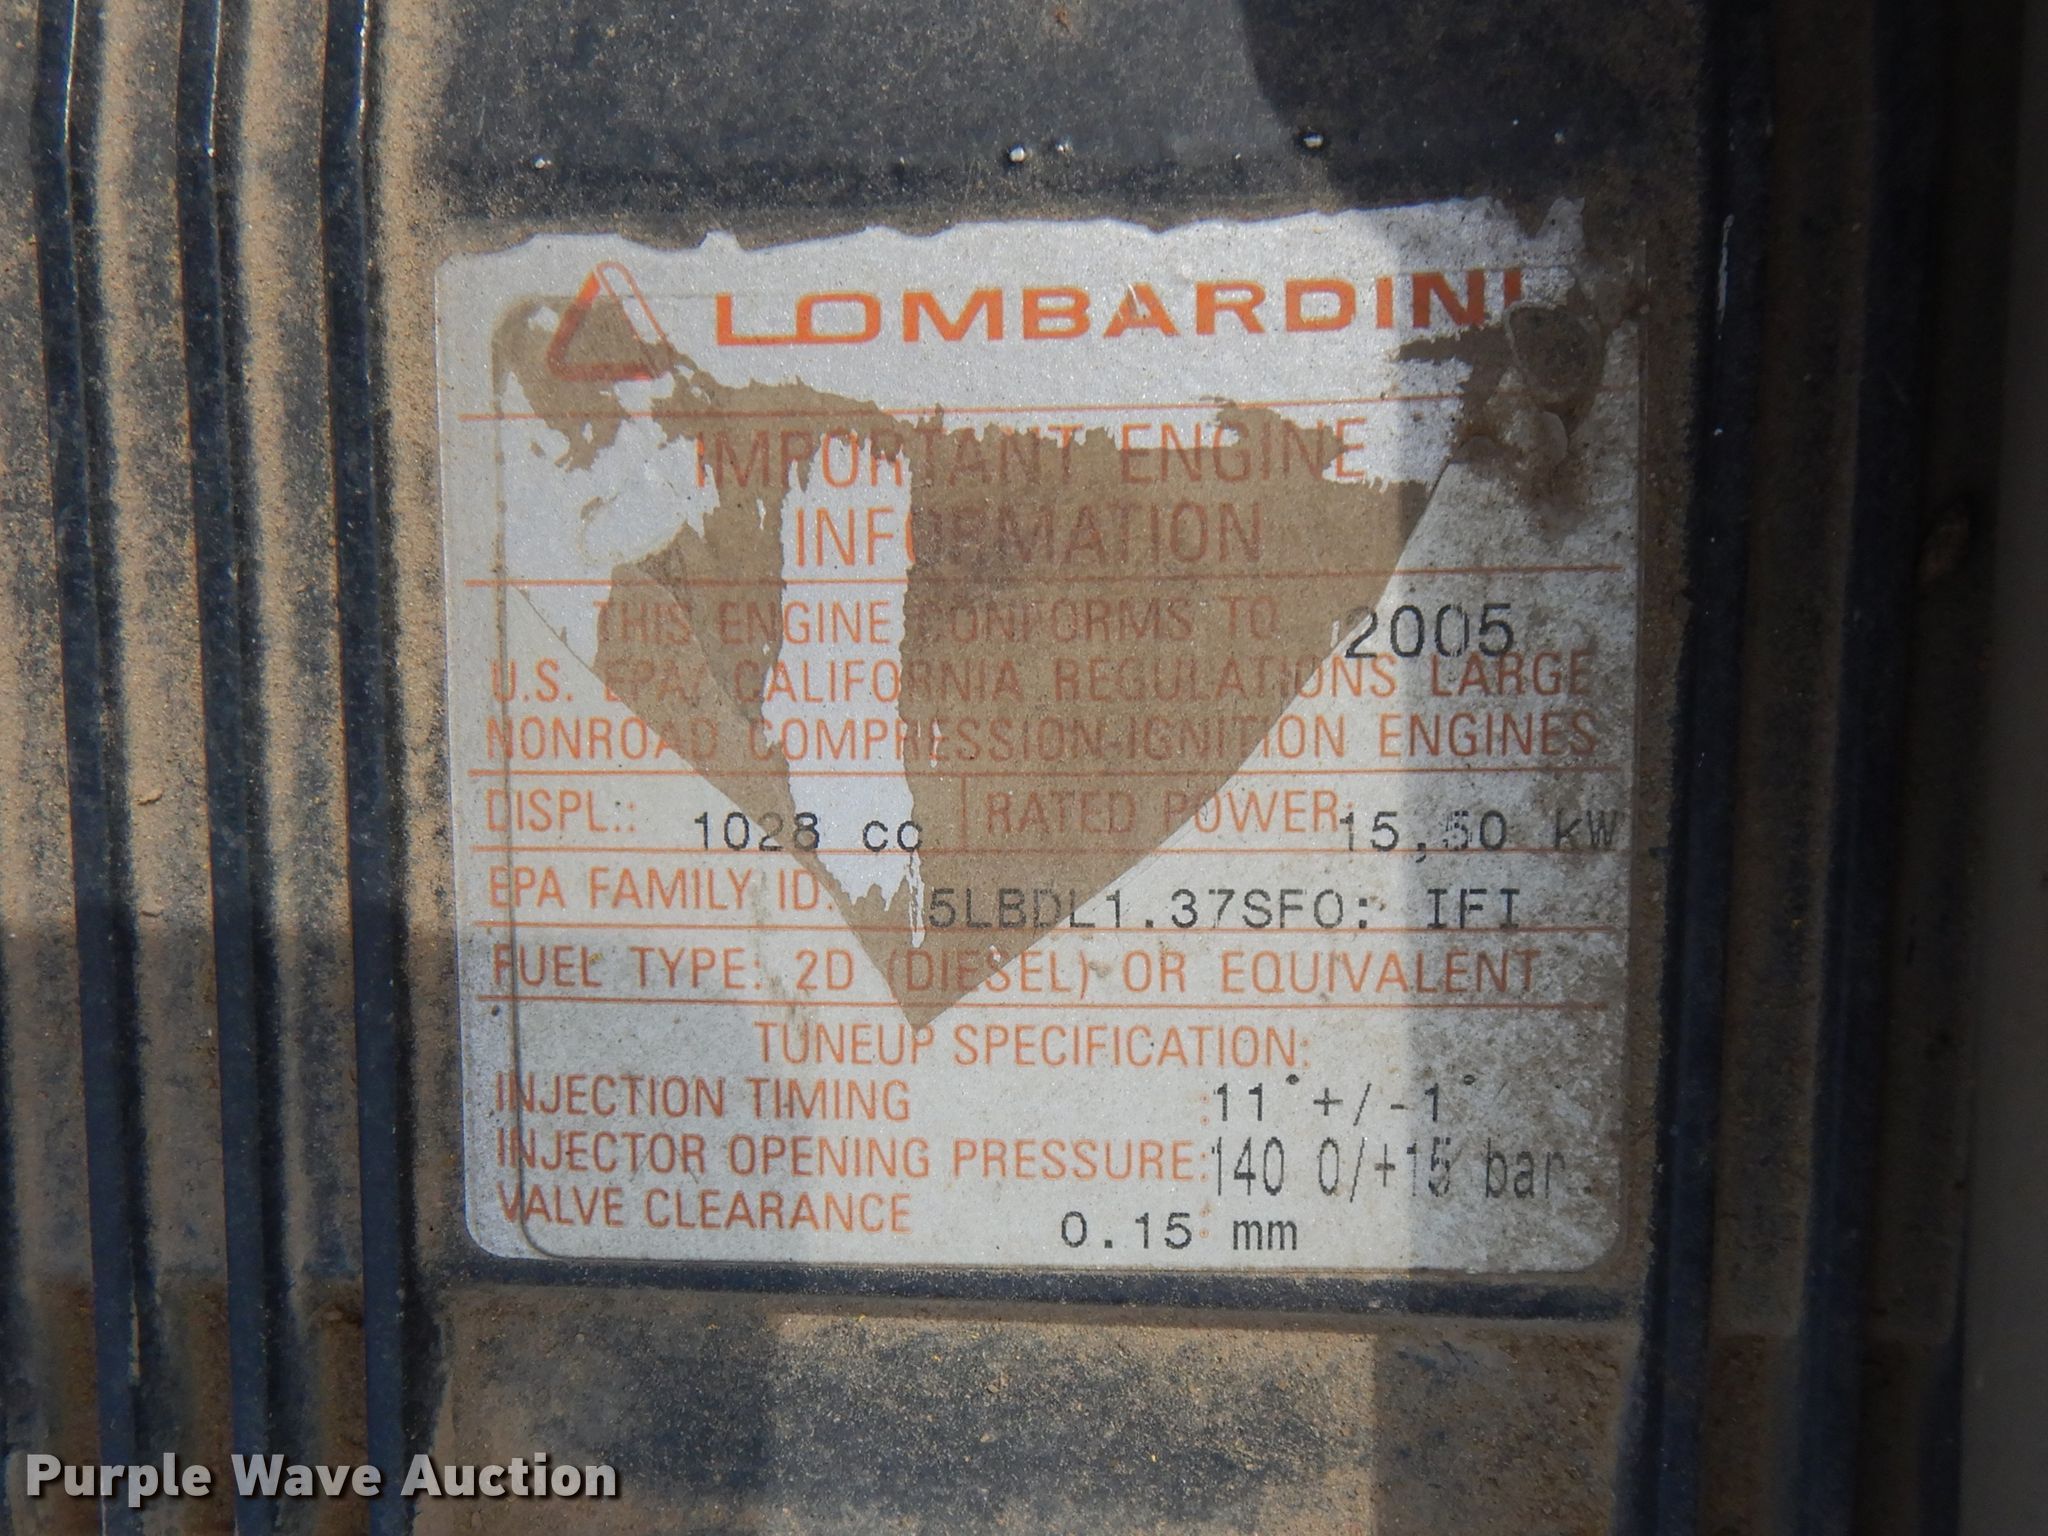 LOMBARDINI
IMPORTANT ENGINE
INFORMATION
THIS ENGINE CONFORMS TO 2005
U.S. EPA/ CALIFORNIA REGULATIONS LARGE
NONROAD COMPRESSION-IGNITION ENGINES
DISPL.: 1028 cc RATED POWER: 15,50 kW
EPA FAMILY ID: 5LBDL1.37SFO: IFI
FUEL TYPE: 2D (DIESEL) OR EQUIVALENT
TUNEUP SPECIFICATION:
INJECTION TIMING :11° +/-1°
INJECTOR OPENING PRESSURE:140 0/+15 bar
VALVE CLEARANCE : 0.15 mm
Purple Wave Auction